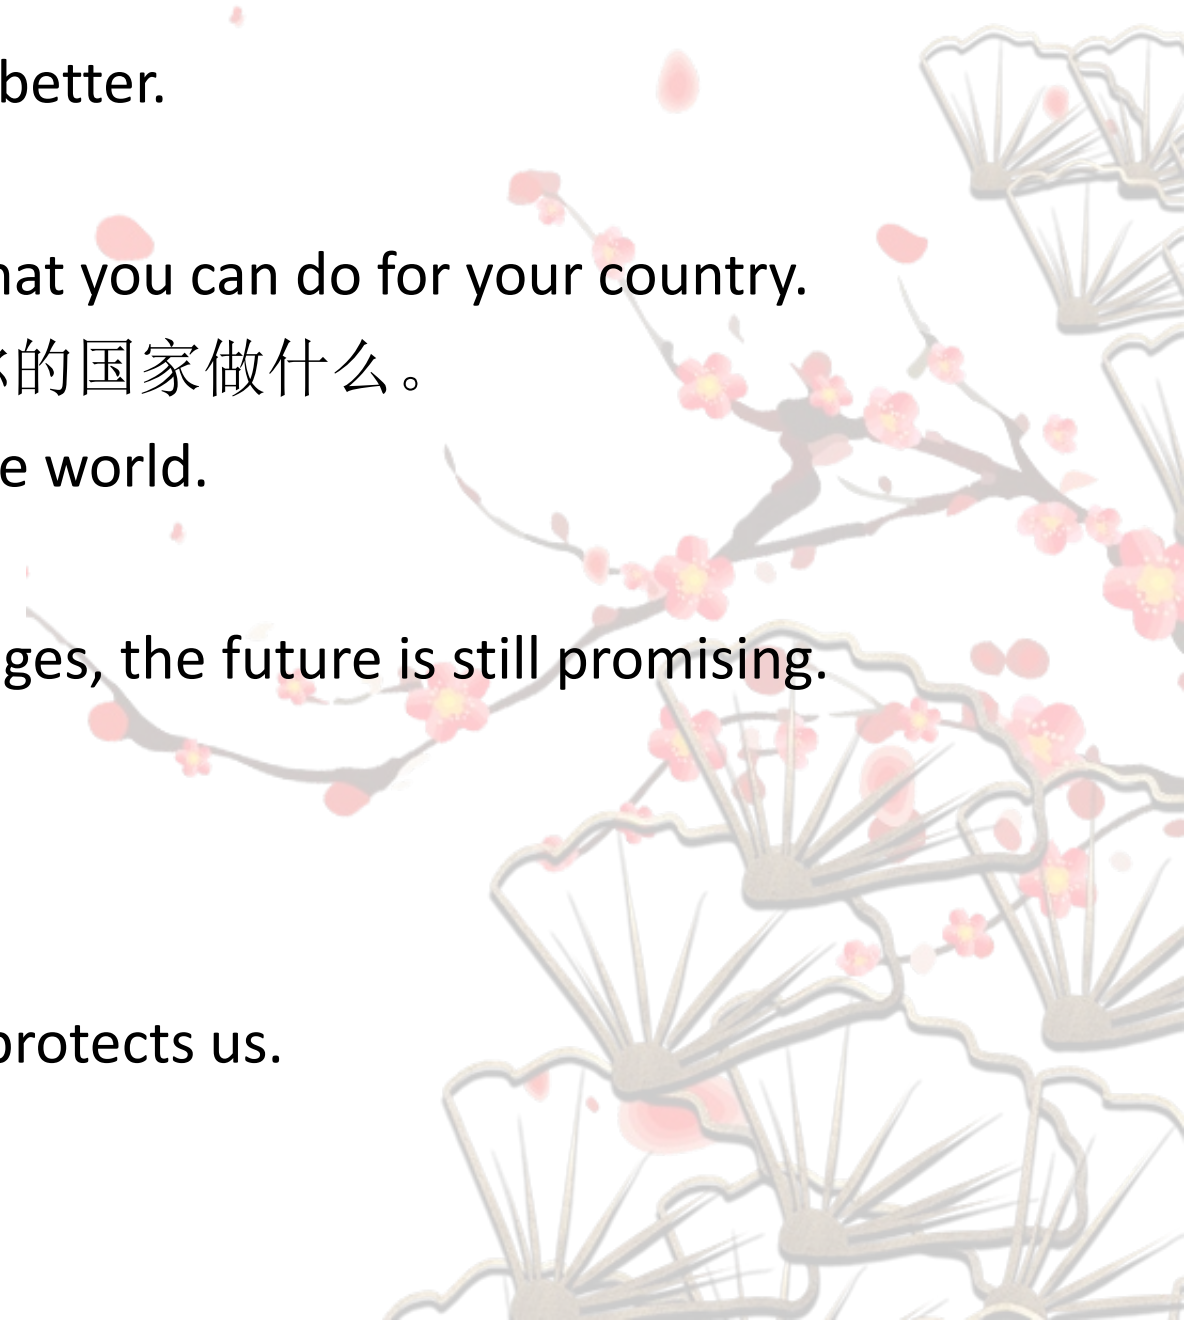 better.
hat you can do for your country.
的国家做什么。
e world.
ges, the future is still promising.
protects us.